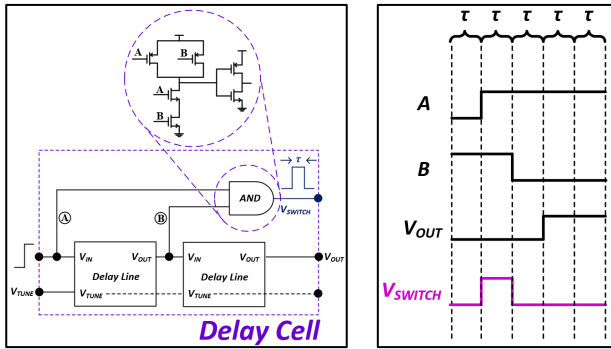 A
B
A
B
τ
AND
V_SWITCH
A
B
V_IN
V_OUT
V_IN
V_OUT
V_OUT
Delay Line
Delay Line
V_TUNE
V_TUNE
V_TUNE
Delay Cell
τ τ τ τ τ
A
B
V_OUT
V_SWITCH